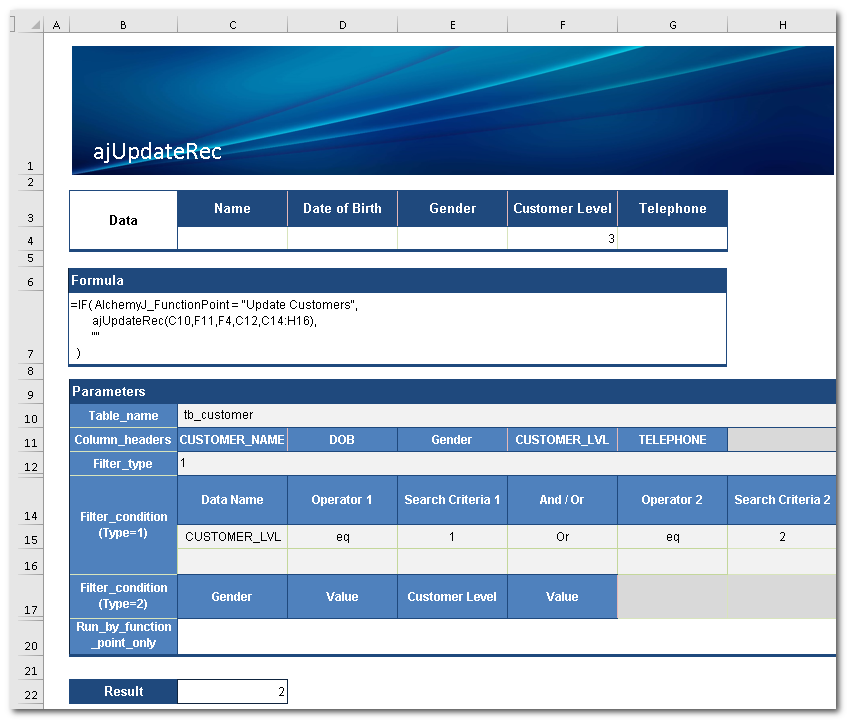 A B C D E F G H
1
ajUpdateRec
2
3 Data Name Date of Birth Gender Customer Level Telephone
4 3
5
6 Formula
=IF( AlchemyJ_FunctionPoint = "Update Customers",
ajUpdateRec(C10,F11,F4,C12,C14:H16),
""
7 )
8
9 Parameters
10 Table_name tb_customer
11 Column_headers CUSTOMER_NAME DOB Gender CUSTOMER_LVL TELEPHONE
12 Filter_type 1
14 Data Name Operator 1 Search Criteria 1 And / Or Operator 2 Search Criteria 2
Filter_condition
(Type=1)
15 CUSTOMER_LVL eq 1 Or eq 2
16
Filter_condition
(Type=2)
17 Gender Value Customer Level Value
Run_by_function
20 _point_only
21
22 Result 2